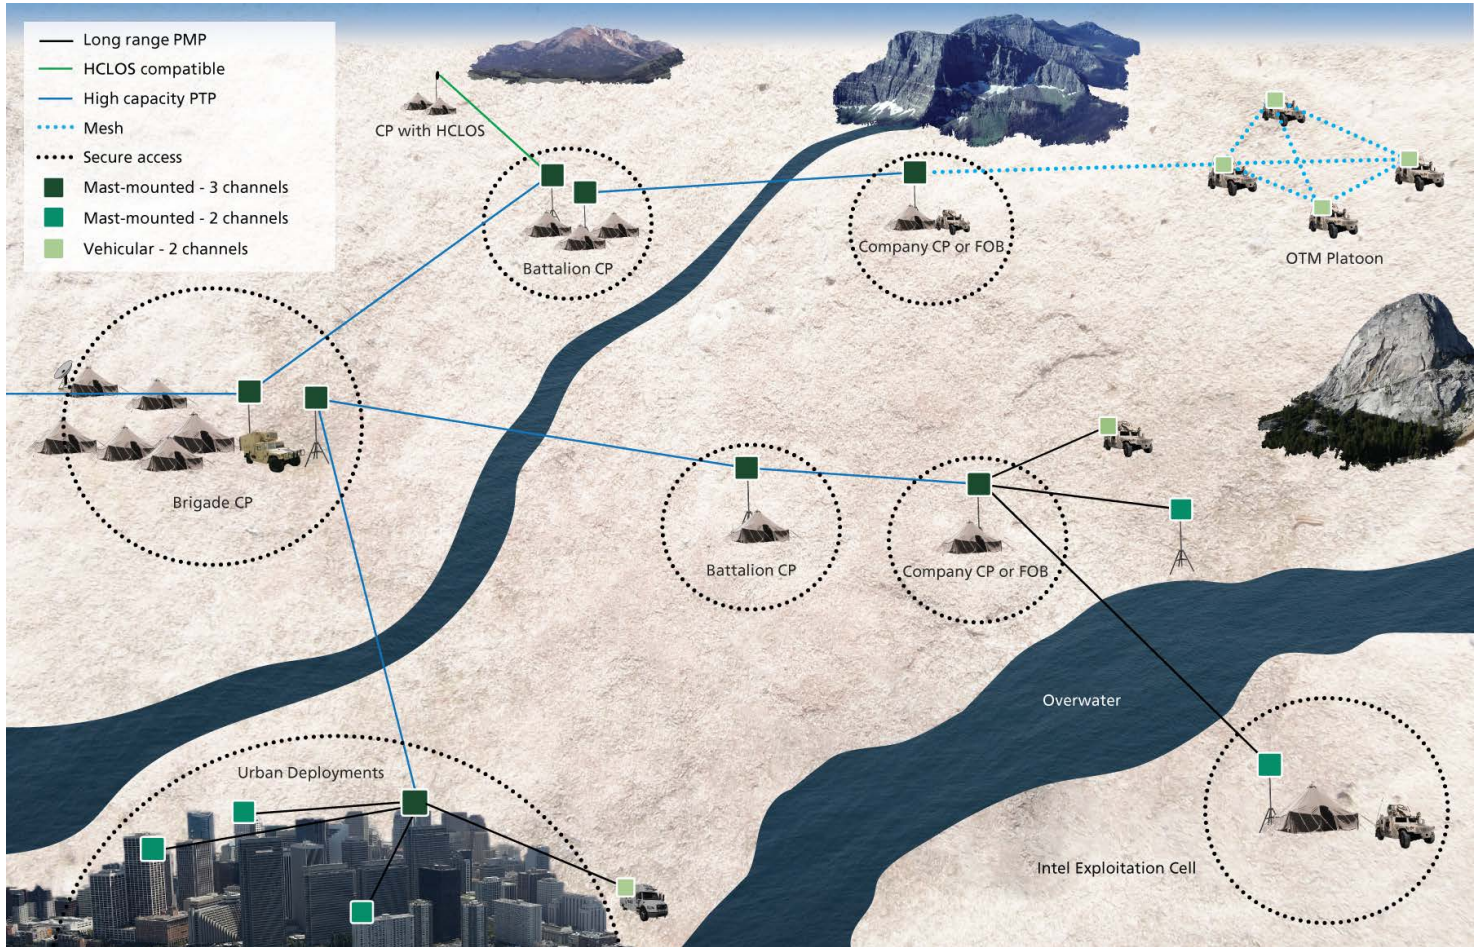 Long range PMP
HCLOS compatible
High capacity PTP
Mesh
Secure access
Mast-mounted - 3 channels
Mast-mounted - 2 channels
Vehicular - 2 channels
CP with HCLOS
Battalion CP
Company CP or FOB
OTM Platoon
Brigade CP
Battalion CP
Company CP or FOB
Overwater
Urban Deployments
Intel Exploitation Cell